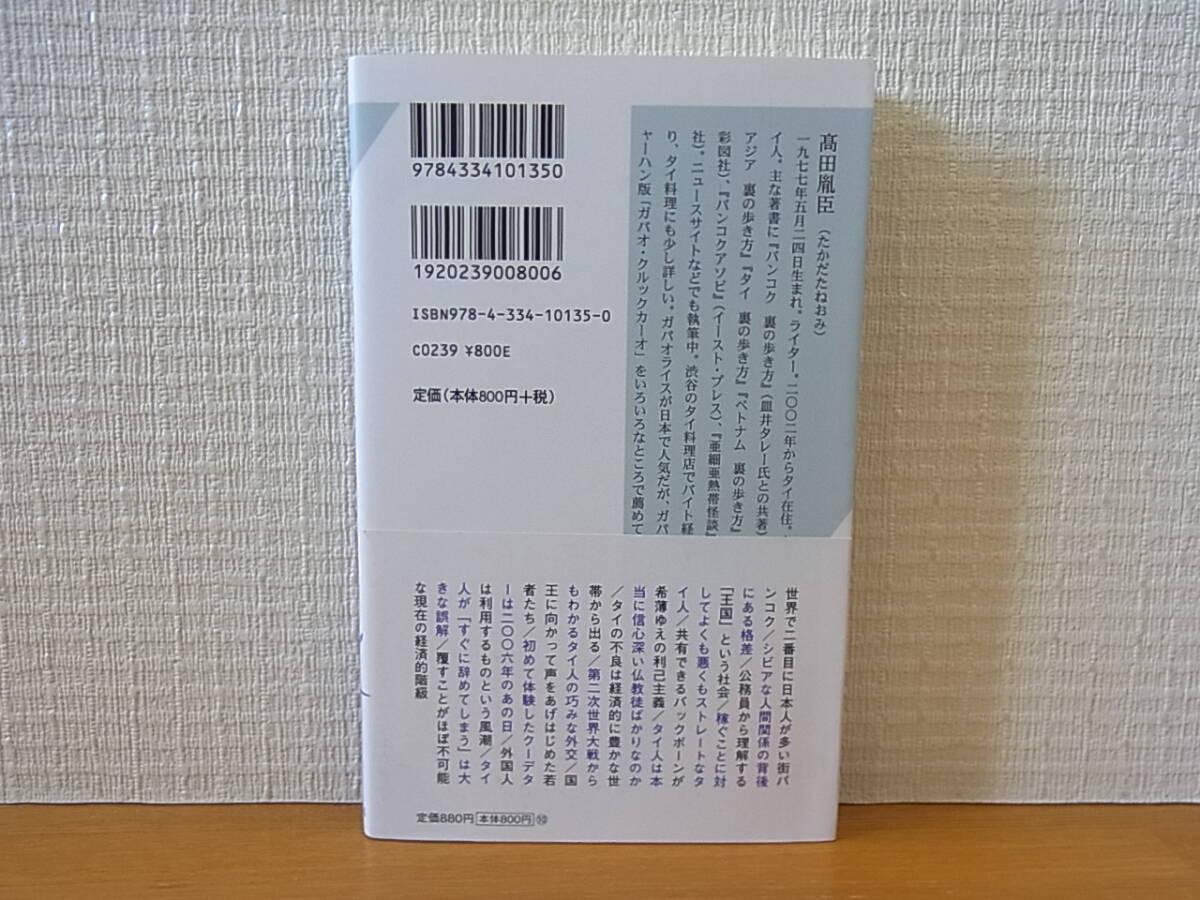 9784334101350
1920239008006
ISBN978-4-334-10135-0
C0239 ¥800E
定価(本体800円+税)
髙田胤臣(たかだたねおみ)
一九七七年五月二四日生まれ。ライター。二〇〇二年からタイ在住。
イ人。主な著書に『バンコク 裏の歩き方』(皿井タレー氏との共著)
アジア 裏の歩き方』『タイ 裏の歩き方』『ベトナム 裏の歩き方』
彩図社)、『バンコクアソビ』(イースト・プレス)、『亜細亜熱帯怪談』
社)。ニュースサイトなどでも執筆中。渋谷のタイ料理店でバイト経
り、タイ料理にも少し詳しい。ガパオライスが日本で人気だが、ガパ
ャーハン版「ガパオ・クルックカーオ」をいろいろなところで薦めて
世界で二番目に日本人が多い街バ
ンコク/シビアな人間関係の背後
にある格差/公務員から理解する
「王国」という社会/稼ぐことに対
してよくも悪くもストレートなタ
イ人/共有できるバックボーンが
希薄ゆえの利己主義/タイ人は本
当に信心深い仏教徒ばかりなのか
/タイの不良は経済的に豊かな世
帯から出る/第二次世界大戦から
もわかるタイ人の巧みな外交/国
王に向かって声をあげはじめた若
者たち/初めて体験したクーデタ
ーは二〇〇六年のあの日/外国人
は利用するものという風潮/タイ
人が「すぐに辞めてしまう」は大
きな誤解/覆すことがほぼ不可能
な現在の経済的階級
定価880円 本体800円 ⑩